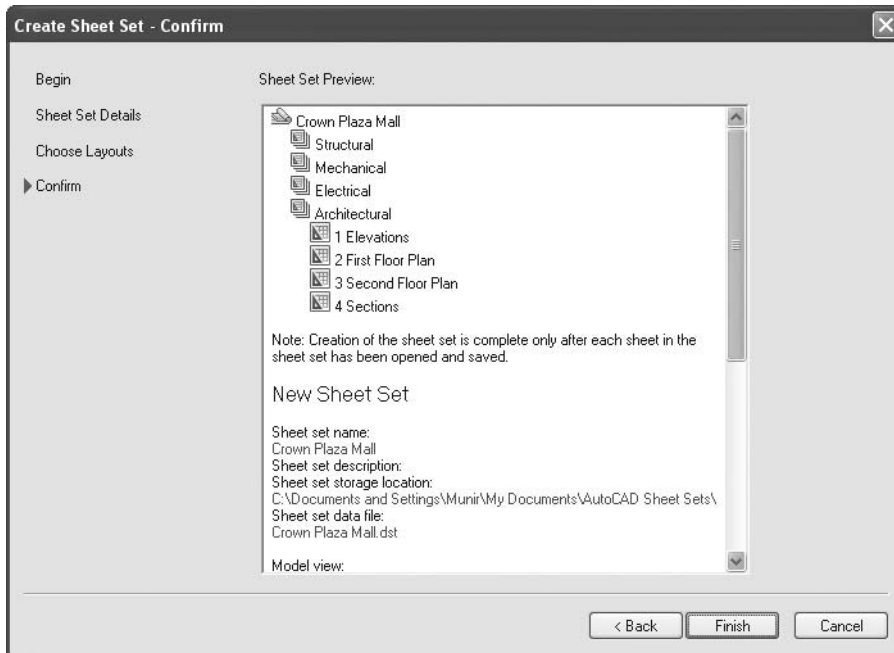 Create Sheet Set - Confirm
Begin
Sheet Set Details
Choose Layouts
Confirm
Sheet Set Preview:
Crown Plaza Mall
Structural
Mechanical
Electrical
Architectural
1 Elevations
2 First Floor Plan
3 Second Floor Plan
4 Sections
Note: Creation of the sheet set is complete only after each sheet in the
sheet set has been opened and saved.
New Sheet Set
Sheet set name:
Crown Plaza Mall
Sheet set description:
Sheet set storage location:
C:\Documents and Settings\Munir\My Documents\AutoCAD Sheet Sets\
Sheet set data file:
Crown Plaza Mall.dst
Model view:
< Back
Finish
Cancel